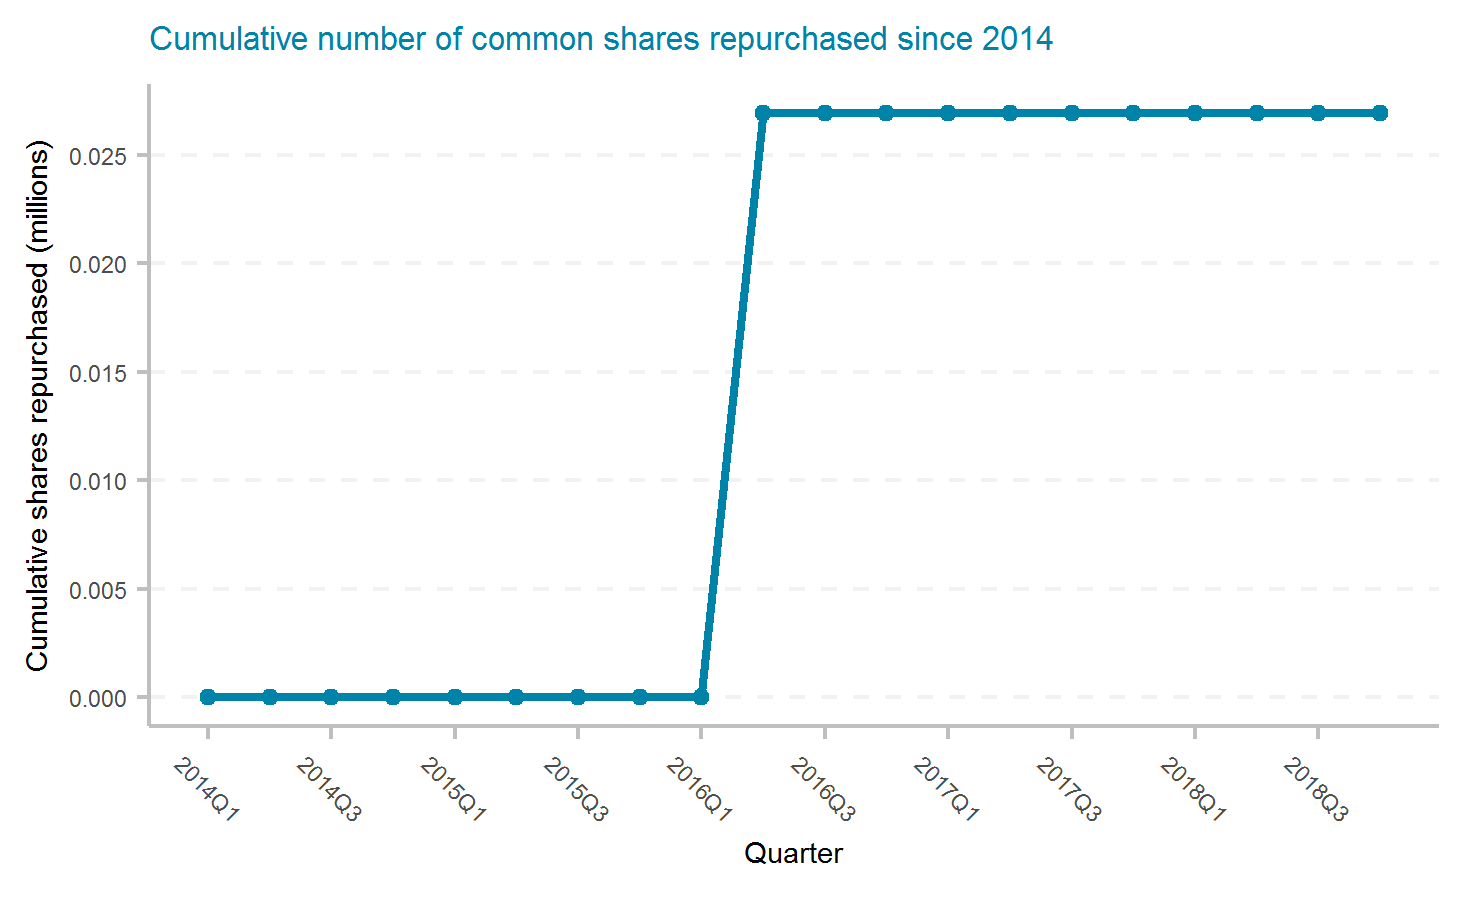 Cumulative number of common shares repurchased since 2014
Cumulative shares repurchased (millions)
0.025
0.020
0.015
0.010
0.005
0.000
2014Q1
2014Q3
2015Q1
2015Q3
2016Q1
2016Q3
2017Q1
2017Q3
2018Q1
2018Q3
Quarter